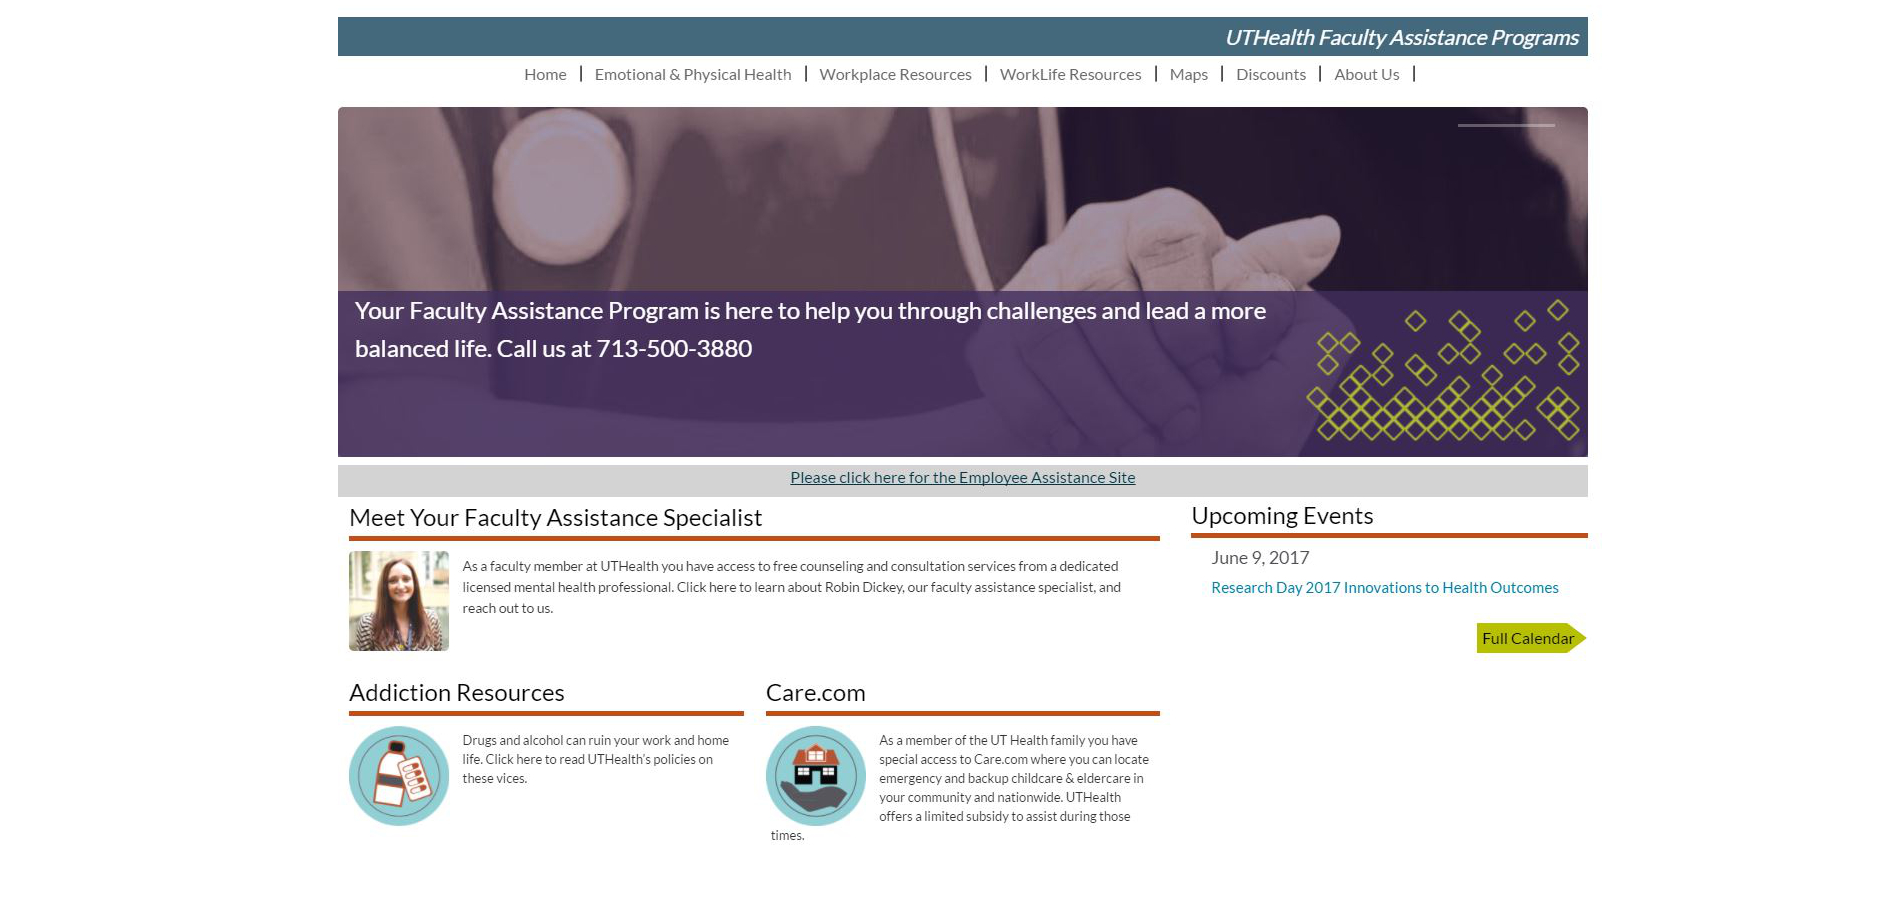 UTHealth Faculty Assistance Programs
Home | Emotional & Physical Health | Workplace Resources | WorkLife Resources | Maps | Discounts | About Us |
Your Faculty Assistance Program is here to help you through challenges and lead a more
balanced life. Call us at 713-500-3880
Please click here for the Employee Assistance Site
Meet Your Faculty Assistance Specialist
As a faculty member at UTHealth you have access to free counseling and consultation services from a dedicated
licensed mental health professional. Click here to learn about Robin Dickey, our faculty assistance specialist, and
reach out to us.
Upcoming Events
June 9, 2017
Research Day 2017 Innovations to Health Outcomes
Full Calendar
Addiction Resources
Drugs and alcohol can ruin your work and home
life. Click here to read UTHealth's policies on
these vices.
Care.com
As a member of the UT Health family you have
special access to Care.com where you can locate
emergency and backup childcare & eldercare in
your community and nationwide. UTHealth
offers a limited subsidy to assist during those
times.